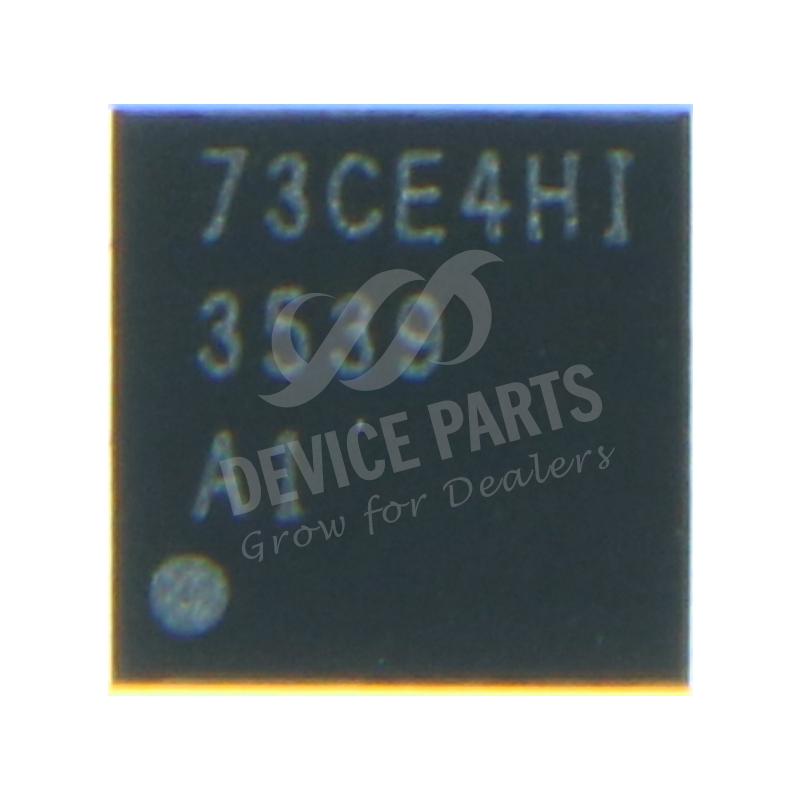 73CE4HI
3539
A1
DEVICE PARTS
Grow for Dealers